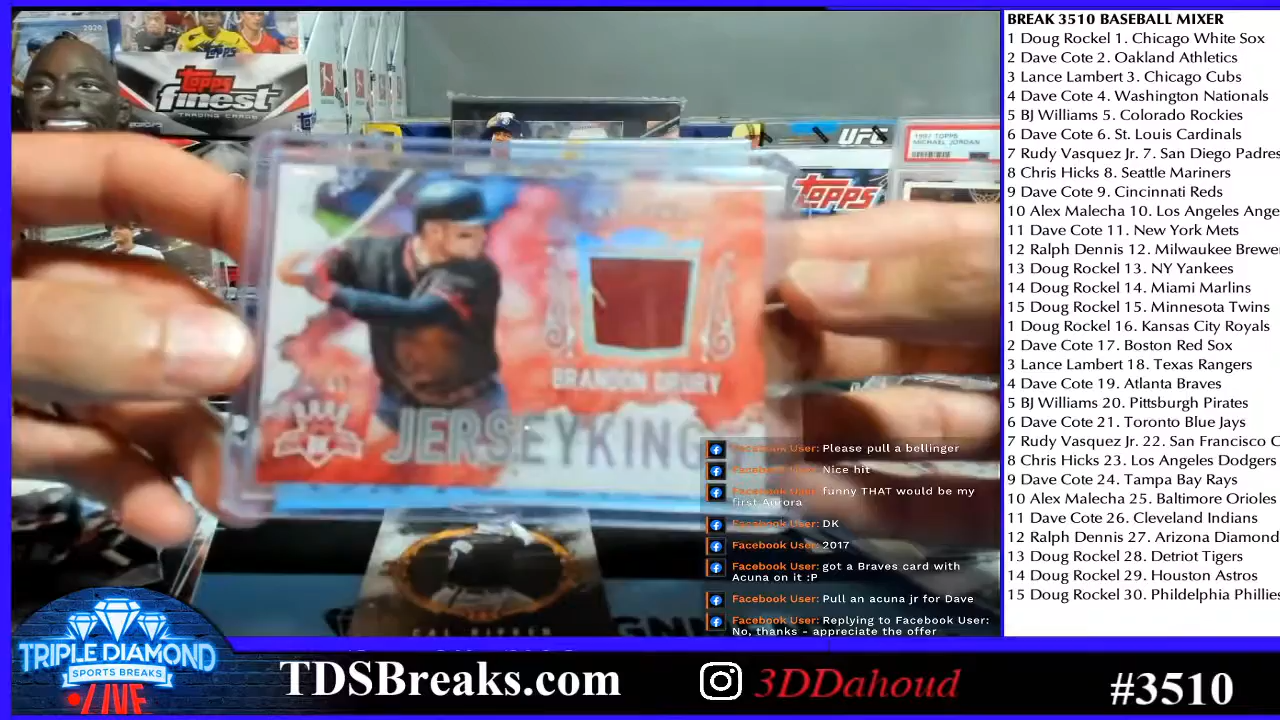 BREAK 3510 BASEBALL MIXER
1 Doug Rockel 1. Chicago White Sox
2 Dave Cote 2. Oakland Athletics
3 Lance Lambert 3. Chicago Cubs
4 Dave Cote 4. Washington Nationals
5 BJ Williams 5. Colorado Rockies
6 Dave Cote 6. St. Louis Cardinals
7 Rudy Vasquez Jr. 7. San Diego Padres
8 Chris Hicks 8. Seattle Mariners
9 Dave Cote 9. Cincinnati Reds
10 Alex Malecha 10. Los Angeles Ange
11 Dave Cote 11. New York Mets
12 Ralph Dennis 12. Milwaukee Brewe
13 Doug Rockel 13. NY Yankees
14 Doug Rockel 14. Miami Marlins
15 Doug Rockel 15. Minnesota Twins
1 Doug Rockel 16. Kansas City Royals
2 Dave Cote 17. Boston Red Sox
3 Lance Lambert 18. Texas Rangers
4 Dave Cote 19. Atlanta Braves
5 BJ Williams 20. Pittsburgh Pirates
6 Dave Cote 21. Toronto Blue Jays
7 Rudy Vasquez Jr. 22. San Francisco C
8 Chris Hicks 23. Los Angeles Dodgers
9 Dave Cote 24. Tampa Bay Rays
10 Alex Malecha 25. Baltimore Orioles
11 Dave Cote 26. Cleveland Indians
12 Ralph Dennis 27. Arizona Diamond
13 Doug Rockel 28. Detriot Tigers
14 Doug Rockel 29. Houston Astros
15 Doug Rockel 30. Phildelphia Phillies
2020
TOPPS
TOPPS
finest
TRADING CARDS
UFC
1997 TOPPS
MICHAEL JORDAN
TOPPS
BRANDON DRURY
JERSEY KING
Facebook User: Please pull a bellinger
Facebook User: Nice hit
Facebook User: funny THAT would be my
first Aurora
Facebook User: DK
Facebook User: 2017
Facebook User: got a Braves card with
Acuna on it :P
Facebook User: Pull an acuna jr for Dave
Facebook User: Replying to Facebook User:
No, thanks - appreciate the offer
CAL RIPKEN
TRIPLE DIAMOND
SPORTS BREAKS
LIVE
TDSBreaks.com
3DDahoud
#3510